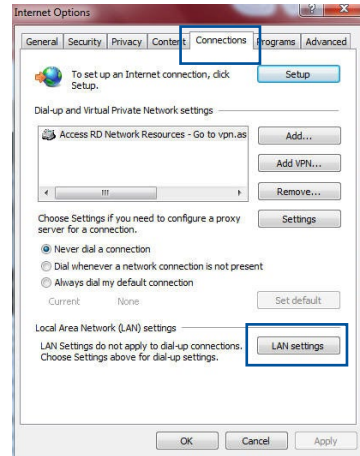 Internet Options
General Security Privacy Content Connections Programs Advanced
To set up an Internet connection, click
Setup.
Setup
Dial-up and Virtual Private Network settings
Access RD Network Resources - Go to vpn.as
Add...
Add VPN...
Remove...
Choose Settings if you need to configure a proxy
server for a connection.
Settings
Never dial a connection
Dial whenever a network connection is not present
Always dial my default connection
Current None
Set default
Local Area Network (LAN) settings
LAN Settings do not apply to dial-up connections.
Choose Settings above for dial-up settings.
LAN settings
OK Cancel Apply